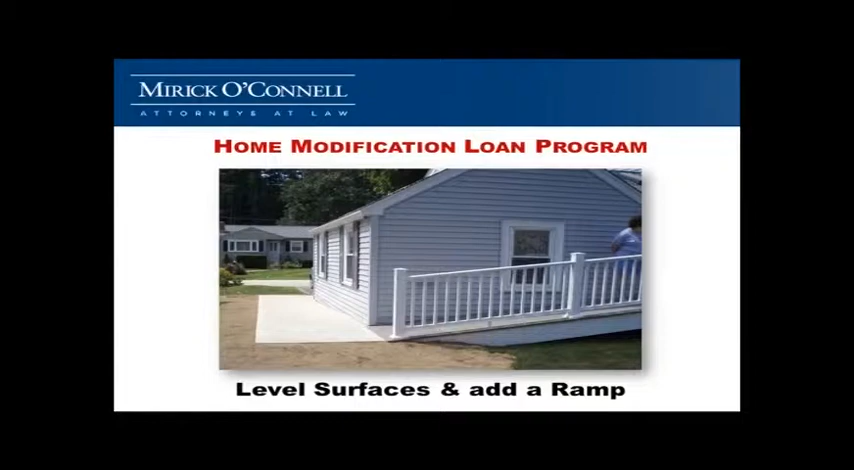 MIRICK O'CONNELL
ATTORNEYS AT LAW
HOME MODIFICATION LOAN PROGRAM
Level Surfaces & add a Ramp